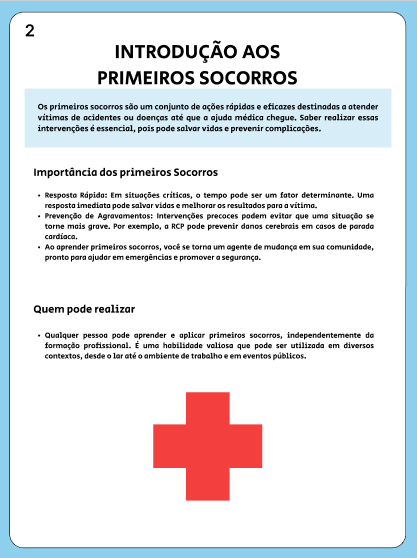 2
INTRODUÇÃO AOS
PRIMEIROS SOCORROS
Os primeiros socorros são um conjunto de ações rápidas e eficazes destinadas a atender
vítimas de acidentes ou doenças até que a ajuda médica chegue. Saber realizar essas
intervenções é essencial, pois pode salvar vidas e prevenir complicações.
Importância dos primeiros Socorros
• Resposta Rápida: Em situações críticas, o tempo pode ser um fator determinante. Uma
resposta imediata pode salvar vidas e melhorar os resultados para a vítima.
• Prevenção de Agravamentos: Intervenções precoces podem evitar que uma situação se
torne mais grave. Por exemplo, a RCP pode prevenir danos cerebrais em casos de parada
cardíaca.
• Ao aprender primeiros socorros, você se torna um agente de mudança em sua comunidade,
pronto para ajudar em emergências e promover a segurança.
Quem pode realizar
• Qualquer pessoa pode aprender e aplicar primeiros socorros, independentemente da
formação profissional. É uma habilidade valiosa que pode ser utilizada em diversos
contextos, desde o lar até o ambiente de trabalho e em eventos públicos.